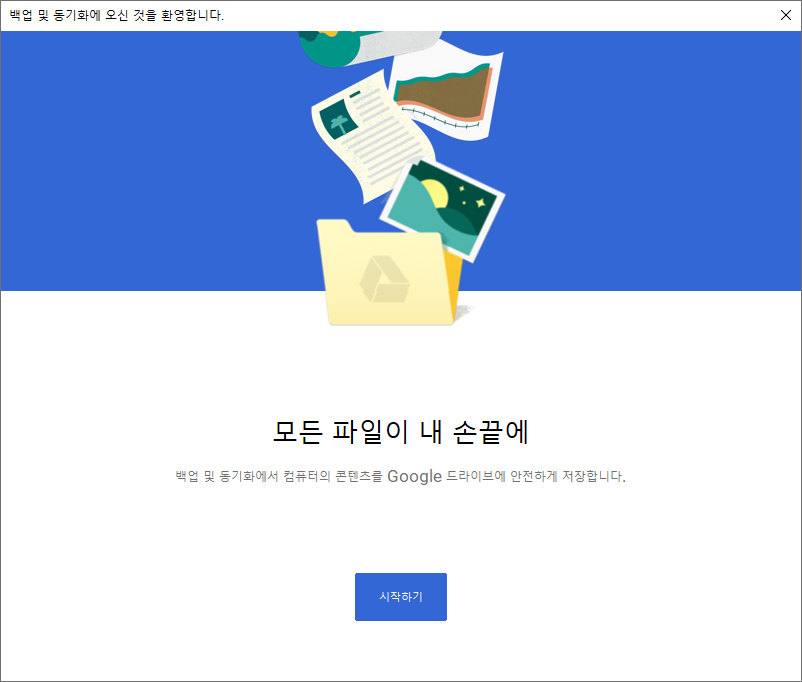 백업 및 동기화에 오신 것을 환영합니다.
모든 파일이 내 손끝에
백업 및 동기화에서 컴퓨터의 콘텐츠를 Google 드라이브에 안전하게 저장합니다.
시작하기